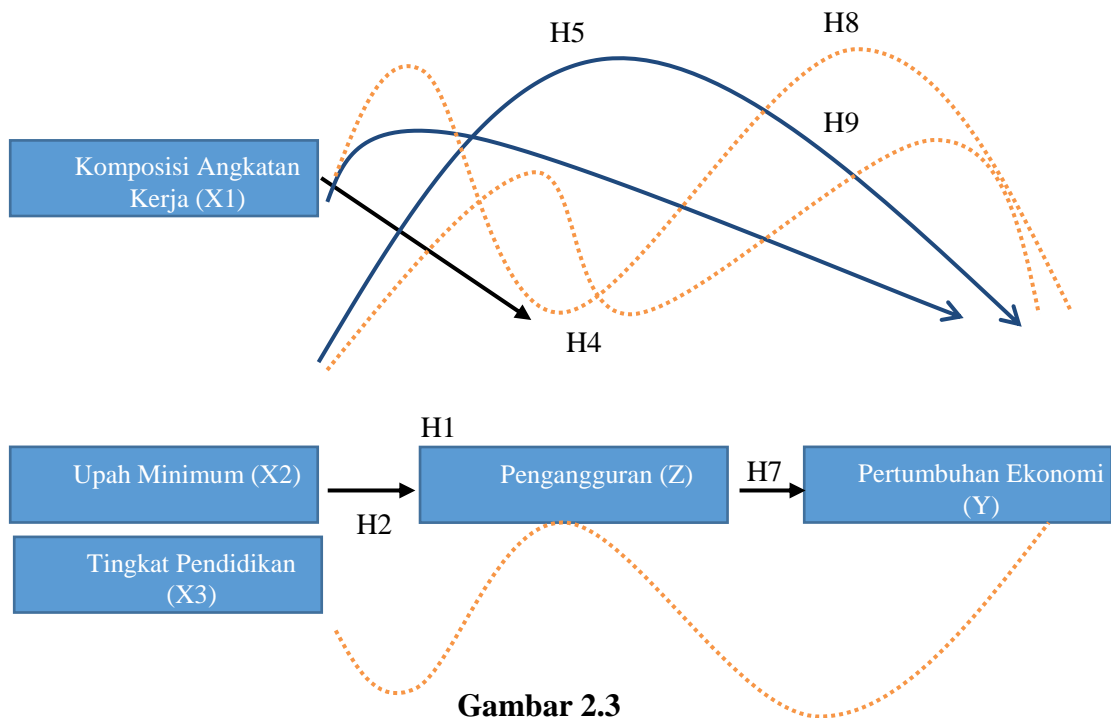 H5
H8
H9
Komposisi Angkatan
Kerja (X1)
H4
H1
Upah Minimum (X2)
Pengangguran (Z)
H7
Pertumbuhan Ekonomi
(Y)
H2
Tingkat Pendidikan
(X3)
Gambar 2.3